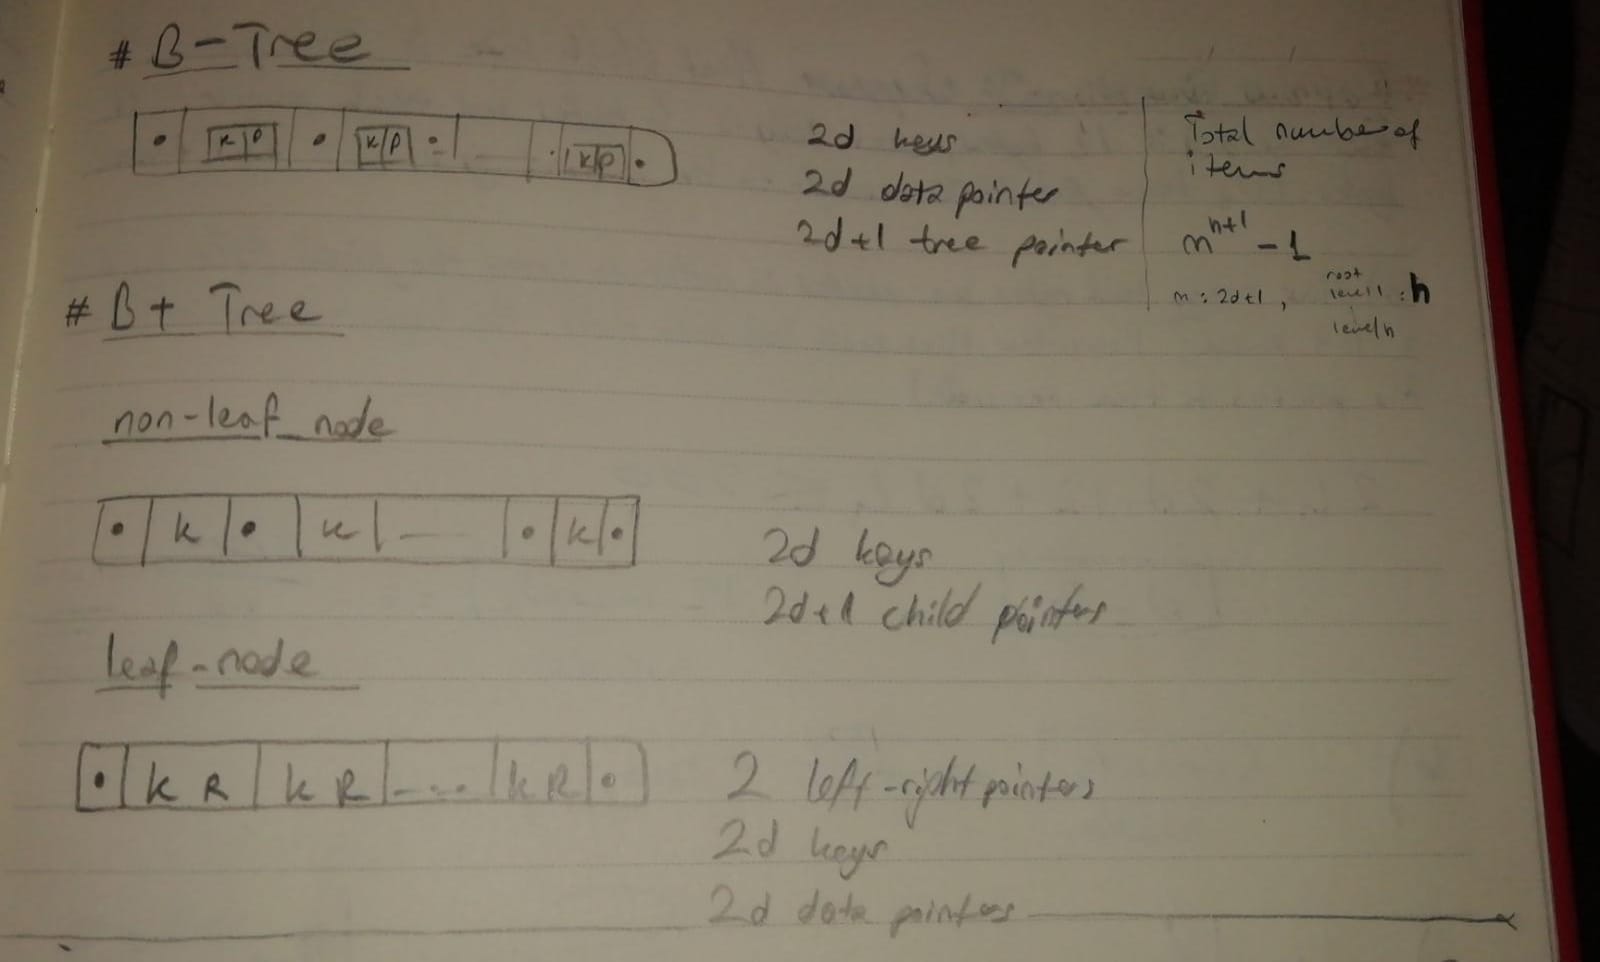 # B-Tree
• K P • K P • _ • K P •
2d keys
2d data pointer
2d+1 tree pointer
Total number of
items
m^h+1 - 1
m : 2d+1 ,
root
level 1 : h
level h
# B+ Tree
non-leaf_node
• K • K — • K •
2d keys
2d+1 child pointers
leaf-node
• K R K R --.. K R •
2 left-right pointers
2d keys
2d data pointers